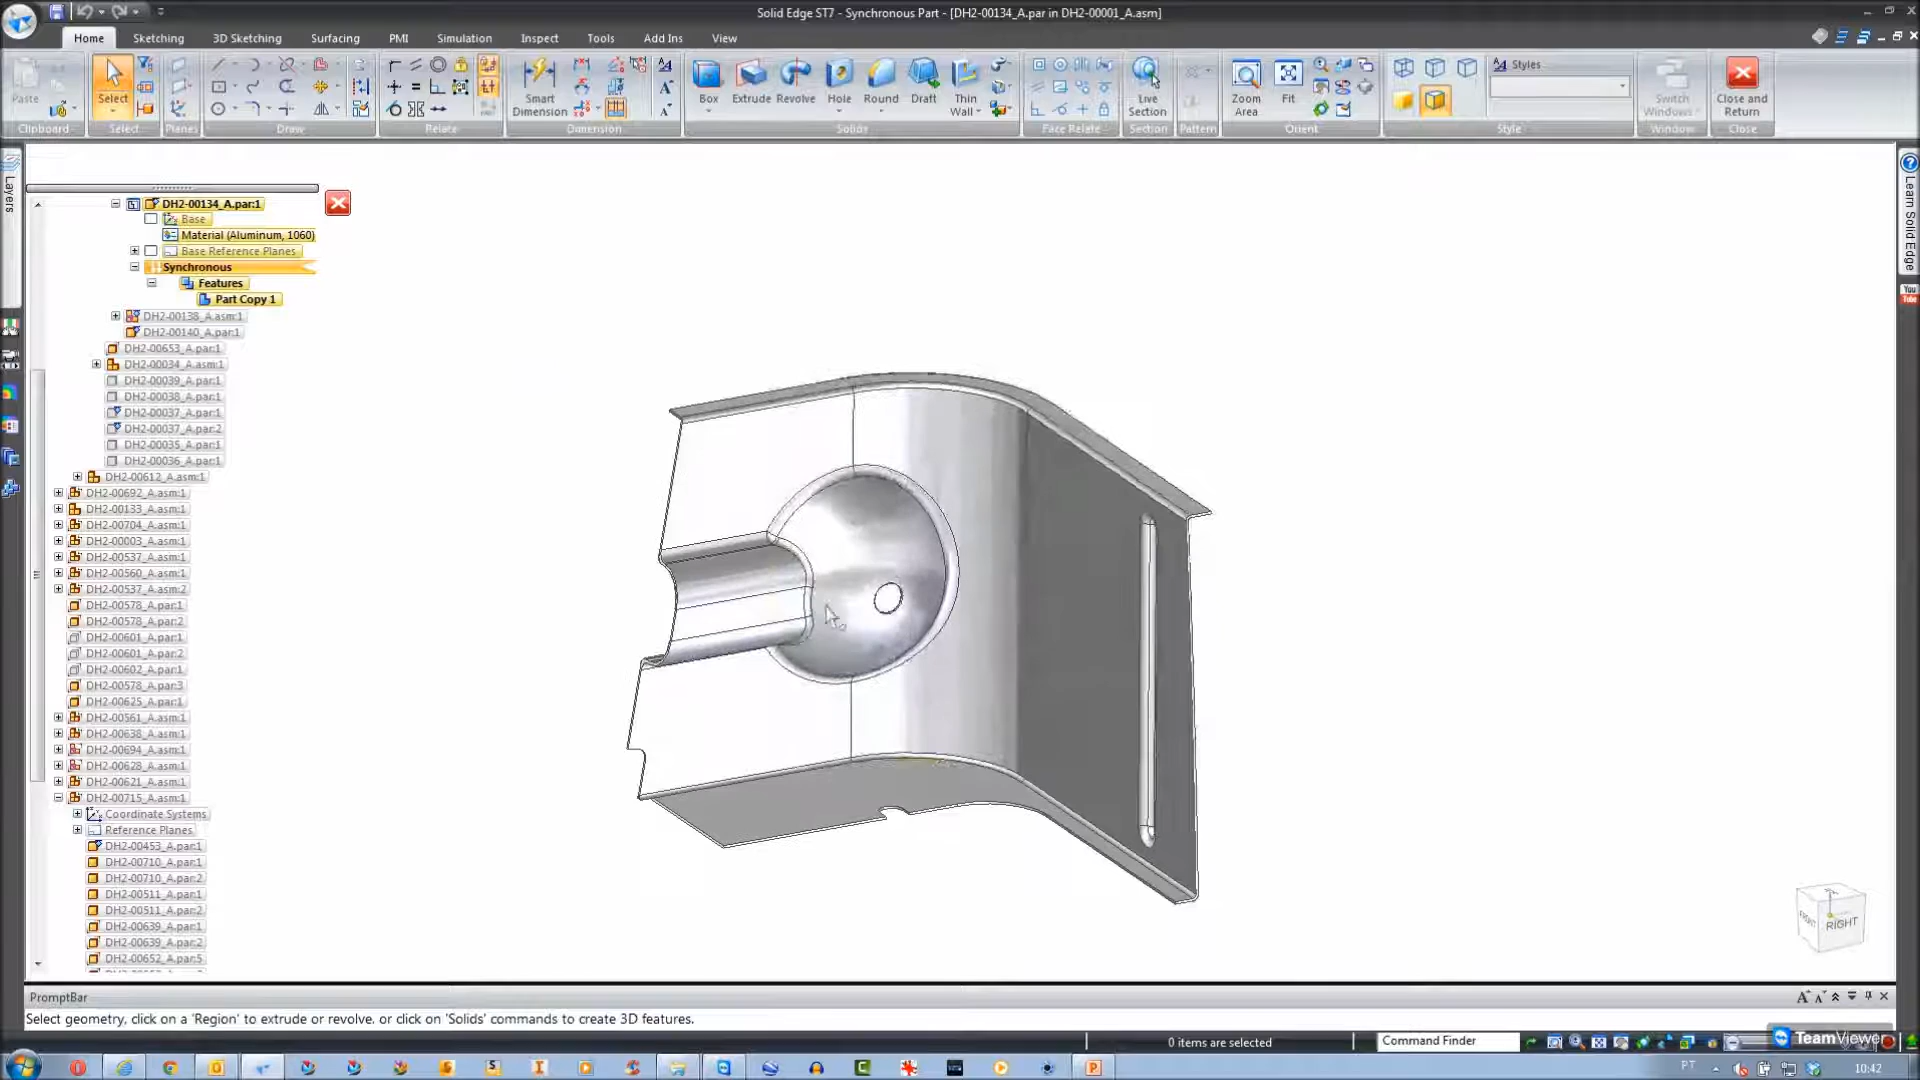 Solid Edge ST7 - Synchronous Part - [DH2-00134_A.par in DH2-00001_A.asm]
Home Sketching 3D Sketching Surfacing PMI Simulation Inspect Tools Add Ins View
Paste Select Smart Dimension Box Extrude Revolve Hole Round Draft Thin Wall Live Section Zoom Area Fit Styles Switch Windows Close and Return
Clipboard Select Planes Draw Relate Dimension Solids Face Relate Section Pattern Orient Style Window Close
Layers
Learn Solid Edge
You Tube
DH2-00134_A.par:1
Base
Material (Aluminum, 1060)
Base Reference Planes
Synchronous
Features
Part Copy 1
DH2-00138_A.asm:1
DH2-00140_A.par:1
DH2-00653_A.par:1
DH2-00034_A.asm:1
DH2-00039_A.par:1
DH2-00038_A.par:1
DH2-00037_A.par:1
DH2-00037_A.par:2
DH2-00035_A.par:1
DH2-00036_A.par:1
DH2-00612_A.asm:1
DH2-00692_A.asm:1
DH2-00133_A.asm:1
DH2-00704_A.asm:1
DH2-00003_A.asm:1
DH2-00537_A.asm:1
DH2-00560_A.asm:1
DH2-00537_A.asm:2
DH2-00578_A.par:1
DH2-00578_A.par:2
DH2-00601_A.par:1
DH2-00601_A.par:2
DH2-00602_A.par:1
DH2-00578_A.par:3
DH2-00625_A.par:1
DH2-00561_A.asm:1
DH2-00638_A.asm:1
DH2-00694_A.asm:1
DH2-00628_A.asm:1
DH2-00621_A.asm:1
DH2-00715_A.asm:1
Coordinate Systems
Reference Planes
DH2-00453_A.par:1
DH2-00710_A.par:1
DH2-00710_A.par:2
DH2-00511_A.par:1
DH2-00511_A.par:2
DH2-00639_A.par:1
DH2-00639_A.par:2
DH2-00652_A.par:5
FRONT RIGHT
PromptBar
Select geometry, click on a 'Region' to extrude or revolve, or click on 'Solids' commands to create 3D features.
0 items are selected
Command Finder
TeamViewer
PT
10:42